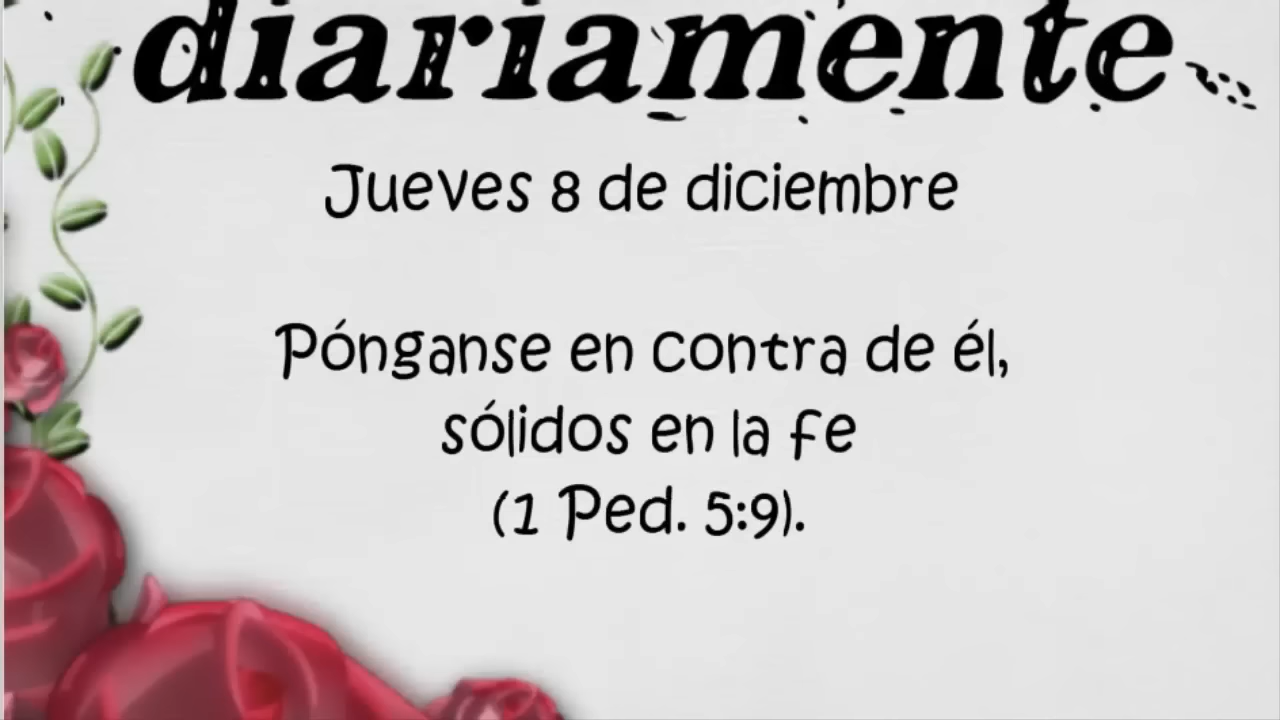 diariamente
Jueves 8 de diciembre
Pónganse en contra de él,
sólidos en la fe
(1 Ped. 5:9).